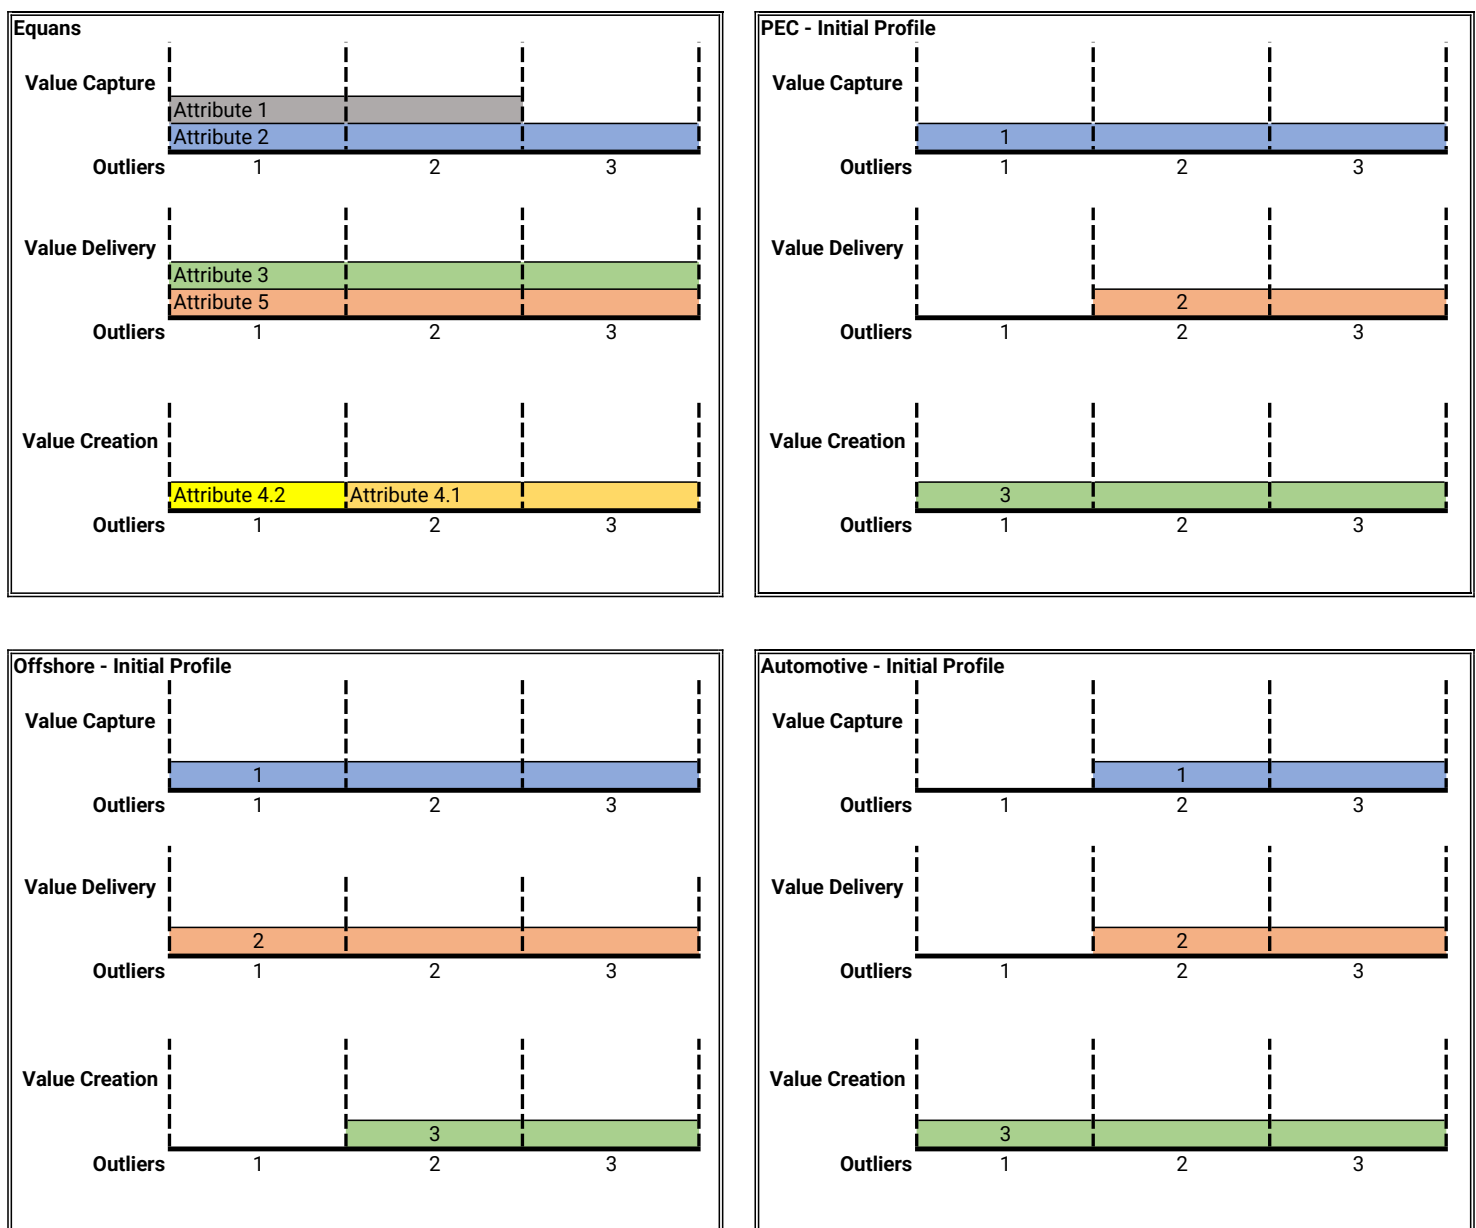 Equans
Value Capture
Attribute 1
Attribute 2
Outliers 1 2 3
Value Delivery
Attribute 3
Attribute 5
Outliers 1 2 3
Value Creation
Attribute 4.2 Attribute 4.1
Outliers 1 2 3
PEC - Initial Profile
Value Capture
1
Outliers 1 2 3
Value Delivery
2
Outliers 1 2 3
Value Creation
3
Outliers 1 2 3
Offshore - Initial Profile
Value Capture
1
Outliers 1 2 3
Value Delivery
2
Outliers 1 2 3
Value Creation
3
Outliers 1 2 3
Automotive - Initial Profile
Value Capture
1
Outliers 1 2 3
Value Delivery
2
Outliers 1 2 3
Value Creation
3
Outliers 1 2 3